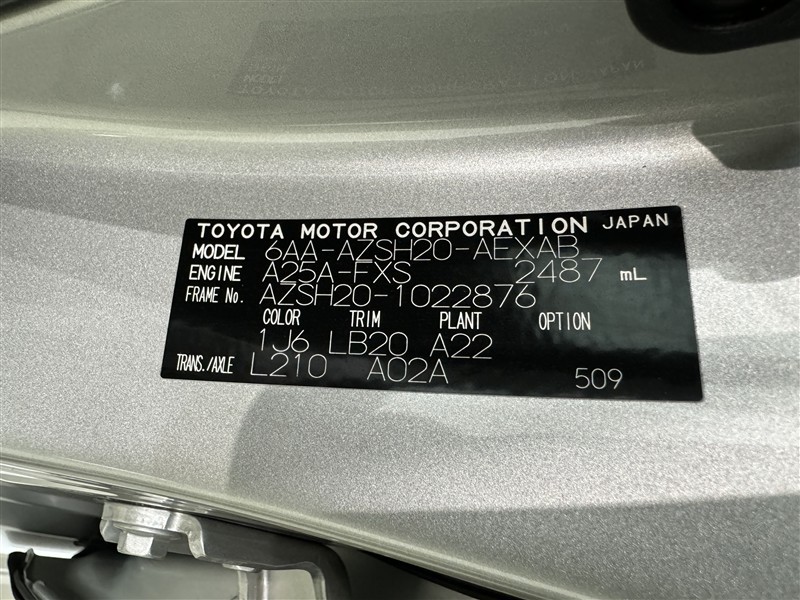 TOYOTA MOTOR CORPORATION JAPAN
MODEL 6AA-AZSH20-AEXAB
ENGINE A25A-FXS 2487 mL
FRAME No. AZSH20-1022876
COLOR TRIM PLANT OPTION
1J6 LB20 A22
TRANS./AXLE L210 A02A 509